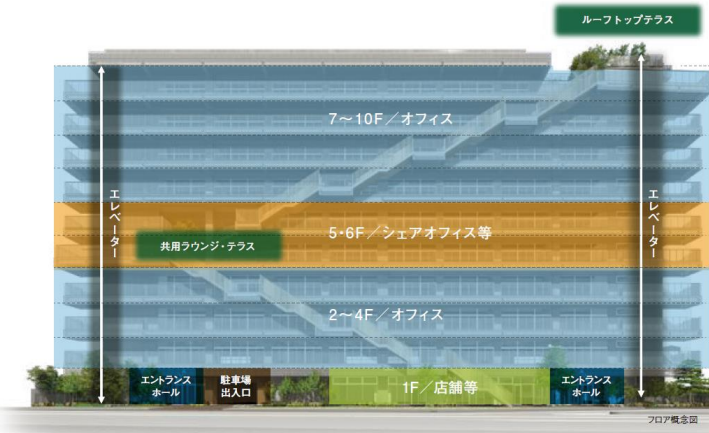 ルーフトップテラス
7〜10F／オフィス
エレベーター
エレベーター
5・6F／シェアオフィス等
共用ラウンジ・テラス
2〜4F／オフィス
エントランス
ホール
駐車場
出入口
1F／店舗等
エントランス
ホール
フロア概念図